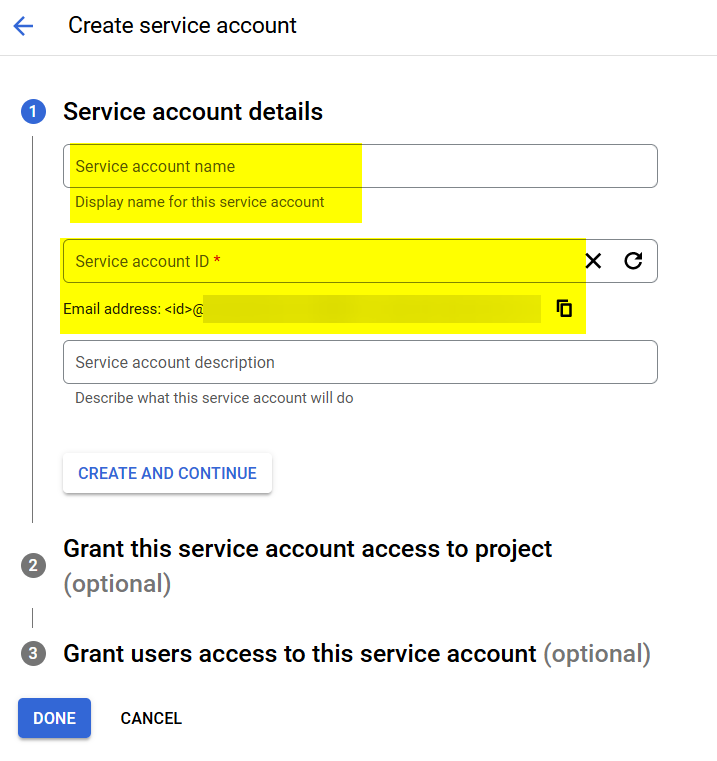 Create service account
1 Service account details
Service account name
Display name for this service account
Service account ID *
Email address: <id>@
Service account description
Describe what this service account will do
CREATE AND CONTINUE
2 Grant this service account access to project
(optional)
3 Grant users access to this service account (optional)
DONE CANCEL